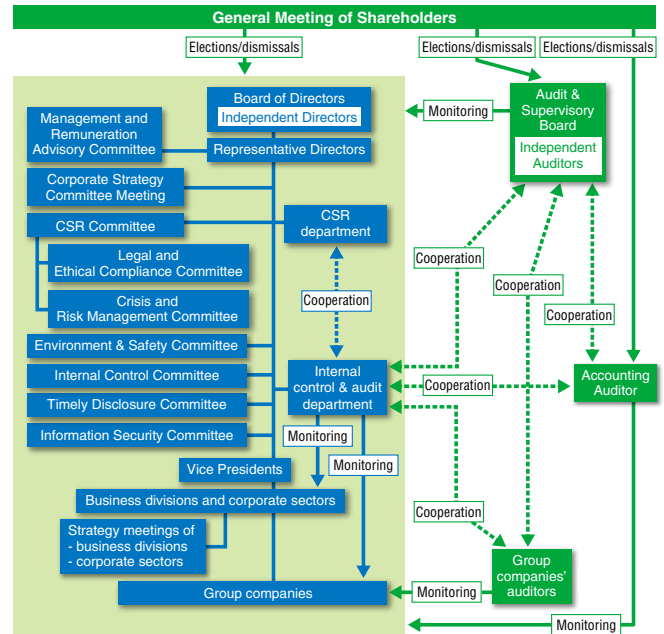 General Meeting of Shareholders
Elections/dismissals
Elections/dismissals
Elections/dismissals
Board of Directors
Independent Directors
Monitoring
Audit &
Supervisory
Board
Independent
Auditors
Management and
Remuneration
Advisory Committee
Representative Directors
Corporate Strategy
Committee Meeting
CSR Committee
CSR
department
Legal and
Ethical Compliance Committee
Cooperation
Cooperation
Cooperation
Cooperation
Crisis and
Risk Management Committee
Environment & Safety Committee
Internal Control Committee
Timely Disclosure Committee
Information Security Committee
Internal
control & audit
department
Cooperation
Accounting
Auditor
Monitoring
Monitoring
Vice Presidents
Business divisions and corporate sectors
Cooperation
Strategy meetings of
- business divisions
- corporate sectors
Group companies
Monitoring
Group
companies'
auditors
Monitoring